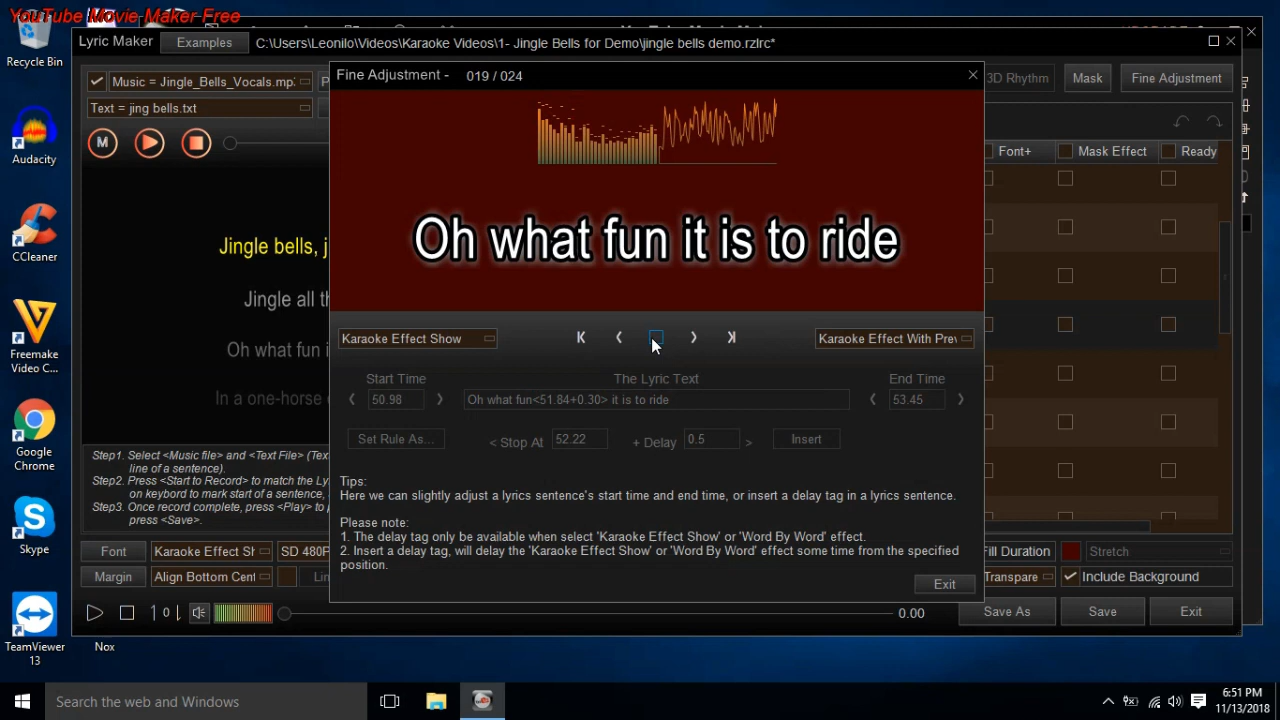 YouTube Movie Maker Free
Lyric Maker
Examples
C:\Users\Leonilo\Videos\Karaoke Videos\1- Jingle Bells for Demo\jingle bells demo.rzlrc*
Recycle Bin
Audacity
CCleaner
Freemake
Video C...
Google
Chrome
Skype
TeamViewer
13
Nox
Music = Jingle_Bells_Vocals.mp
Text = jing bells.txt
M
Jingle bells, j
Jingle all th
Oh what fun i
In a one-horse
Fine Adjustment - 019 / 024
Oh what fun it is to ride
Karaoke Effect Show
Karaoke Effect With Prev
Start Time
The Lyric Text
End Time
50.98
Oh what fun<51.84+0.30> it is to ride
53.45
Set Rule As...
< Stop At
52.22
+ Delay
0.5
>
Insert
Tips:
Here we can slightly adjust a lyrics sentence's start time and end time, or insert a delay tag in a lyrics sentence.
Please note:
1. The delay tag only be available when select 'Karaoke Effect Show' or 'Word By Word' effect.
2. Insert a delay tag, will delay the 'Karaoke Effect Show' or 'Word By Word' effect some time from the specified
position.
Exit
3D Rhythm
Mask
Fine Adjustment
Font+
Mask Effect
Ready
Step1. Select <Music file> and <Text File> (Tex
line of a sentence).
Step2. Press <Start to Record> to match the Ly
on keybord to mark start of a sentence,
Step3. Once record complete, press <Play> to p
press <Save>.
Font
Karaoke Effect Sh
SD 480P
Fill Duration
Stretch
Margin
Align Bottom Cent
Lin
Transpare
Include Background
1 0
0.00
Save As
Save
Exit
Search the web and Windows
6:51 PM
11/13/2018